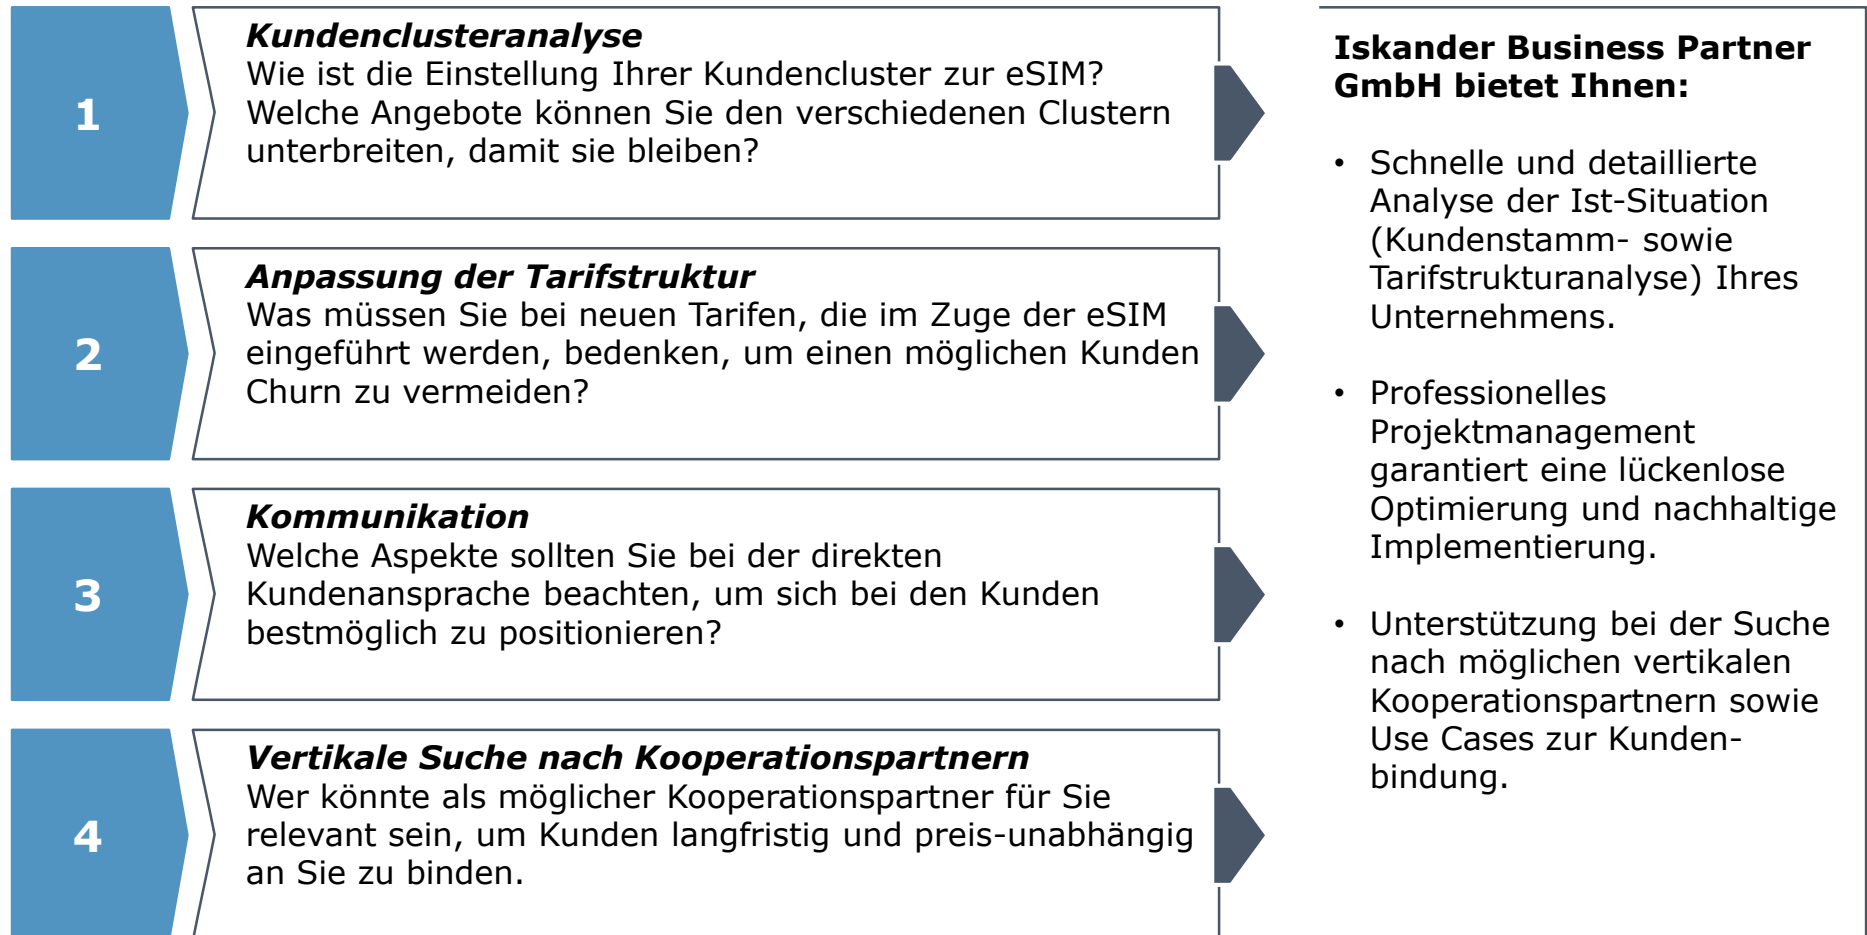 1
Kundenclusteranalyse
Wie ist die Einstellung Ihrer Kundencluster zur eSIM?
Welche Angebote können Sie den verschiedenen Clustern
unterbreiten, damit sie bleiben?
2
Anpassung der Tarifstruktur
Was müssen Sie bei neuen Tarifen, die im Zuge der eSIM
eingeführt werden, bedenken, um einen möglichen Kunden
Churn zu vermeiden?
3
Kommunikation
Welche Aspekte sollten Sie bei der direkten
Kundenansprache beachten, um sich bei den Kunden
bestmöglich zu positionieren?
4
Vertikale Suche nach Kooperationspartnern
Wer könnte als möglicher Kooperationspartner für Sie
relevant sein, um Kunden langfristig und preis-unabhängig
an Sie zu binden.
Iskander Business Partner
GmbH bietet Ihnen:
• Schnelle und detaillierte
Analyse der Ist-Situation
(Kundenstamm- sowie
Tarifstrukturanalyse) Ihres
Unternehmens.
• Professionelles
Projektmanagement
garantiert eine lückenlose
Optimierung und nachhaltige
Implementierung.
• Unterstützung bei der Suche
nach möglichen vertikalen
Kooperationspartnern sowie
Use Cases zur Kunden-
bindung.